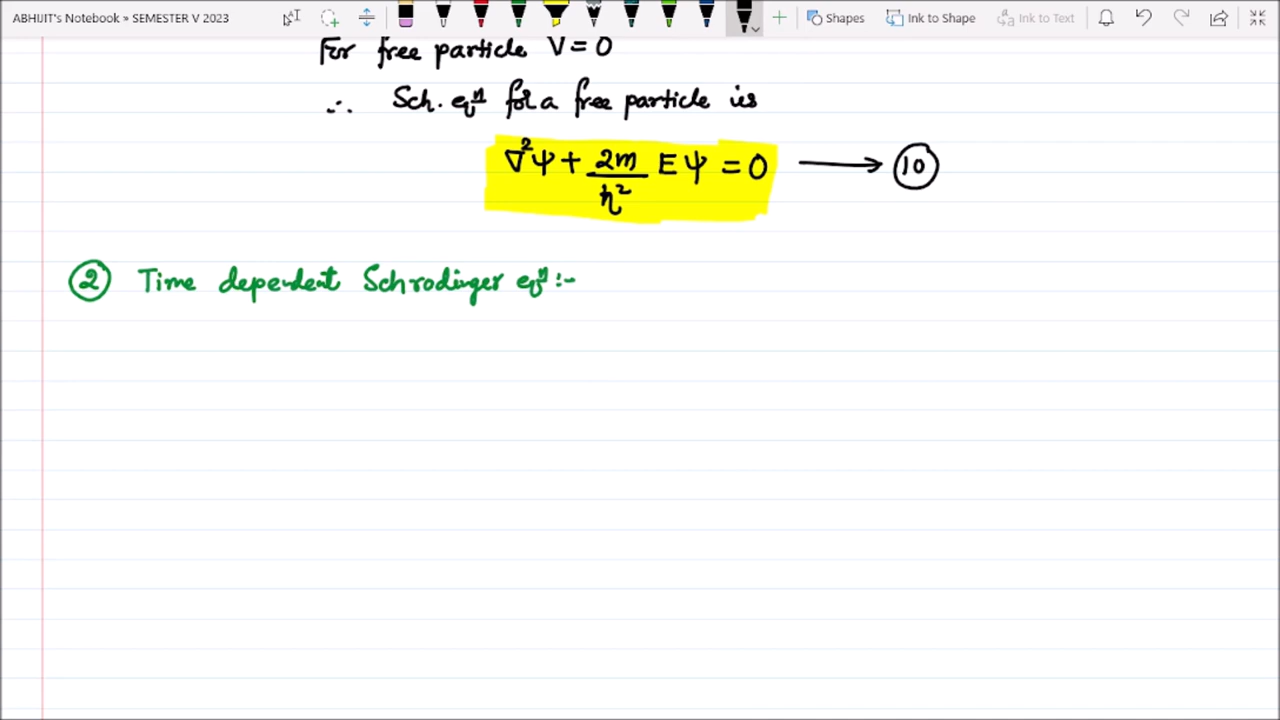 ABHIJIT's Notebook » SEMESTER V 2023
Shapes
Ink to Shape
Ink to Text
For free particle V = 0
∴ Sch. eqⁿ for a free particle is
∇²ψ + 2m/ħ² E ψ = 0 ⟶ ⑩
② Time dependent Schrodinger eqⁿ :-